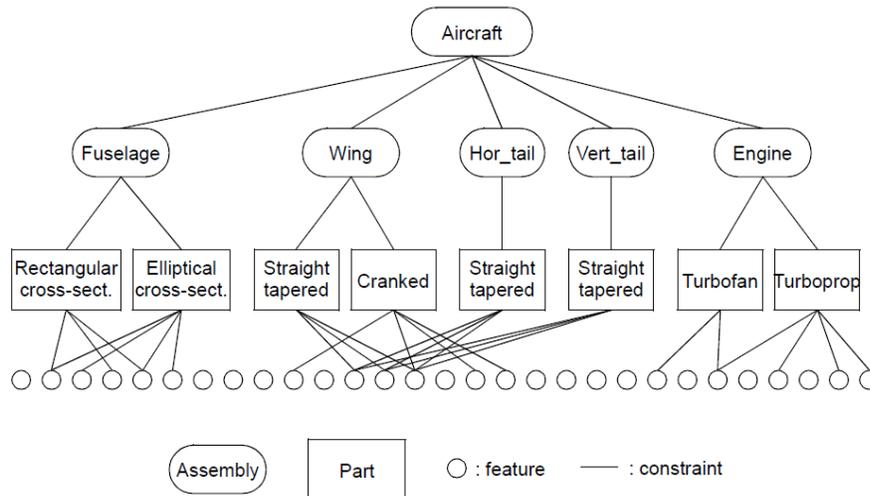 Aircraft
Fuselage
Wing
Hor_tail
Vert_tail
Engine
Rectangular
cross-sect.
Elliptical
cross-sect.
Straight
tapered
Cranked
Straight
tapered
Straight
tapered
Turbofan
Turboprop
Assembly
Part
: feature
: constraint